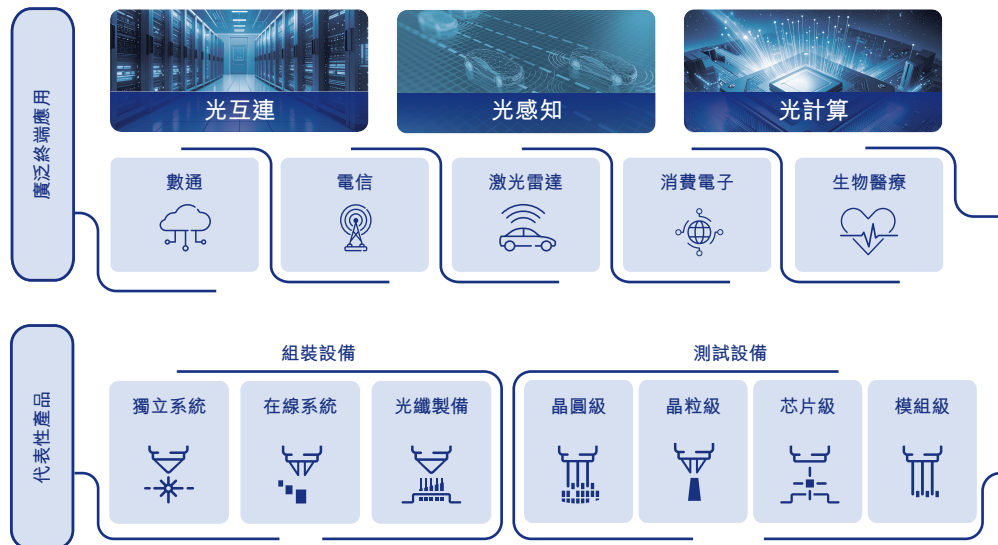 廣泛終端應用
光互連
光感知
光計算
數通
電信
激光雷達
消費電子
生物醫療
代表性產品
組裝設備
測試設備
獨立系統
在線系統
光纖製備
晶圓級
晶粒級
芯片級
模組級